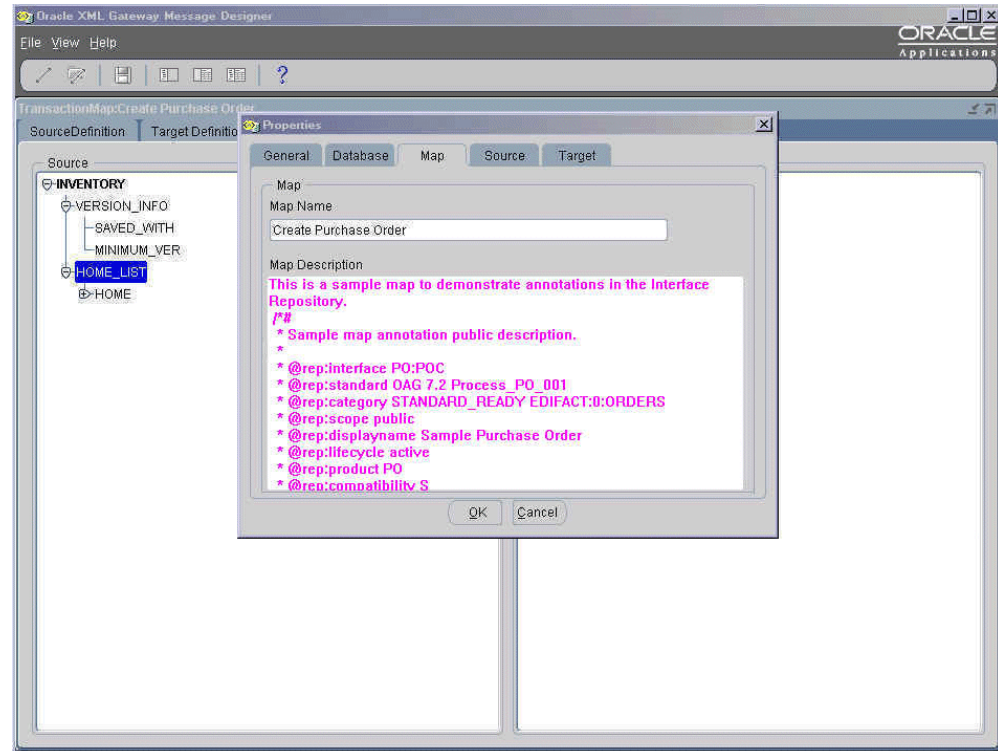 Oracle XML Gateway Message Designer
File View Help
ORACLE
Applications
?
TransactionMap:Create Purchase Order
SourceDefinition Target Definitio
Source
INVENTORY
VERSION_INFO
SAVED_WITH
MINIMUM_VER
HOME_LIST
HOME
Properties
General Database Map Source Target
Map
Map Name
Create Purchase Order
Map Description
This is a sample map to demonstrate annotations in the Interface
Repository.
/*#
* Sample map annotation public description.
*
* @rep:interface PO:POC
* @rep:standard OAG 7.2 Process_PO_001
* @rep:category STANDARD_READY EDIFACT:0:ORDERS
* @rep:scope public
* @rep:displayname Sample Purchase Order
* @rep:lifecycle active
* @rep:product PO
* @rep:compatibility S
OK Cancel